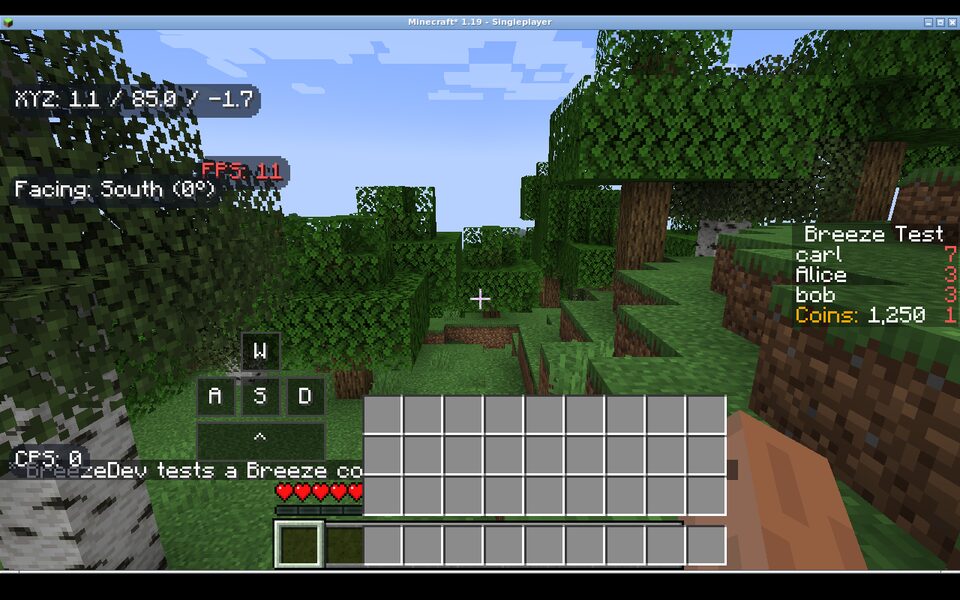 Minecraft* 1.19 - Singleplayer
XYZ: 1.1 / 85.0 / -1.7
FPS: 11
Facing: South (0°)
Breeze Test
carl 7
Alice 3
bob 3
Coins: 1,250 1
W
A S D
^
CPS: 0
* BreezeDev tests a Breeze co